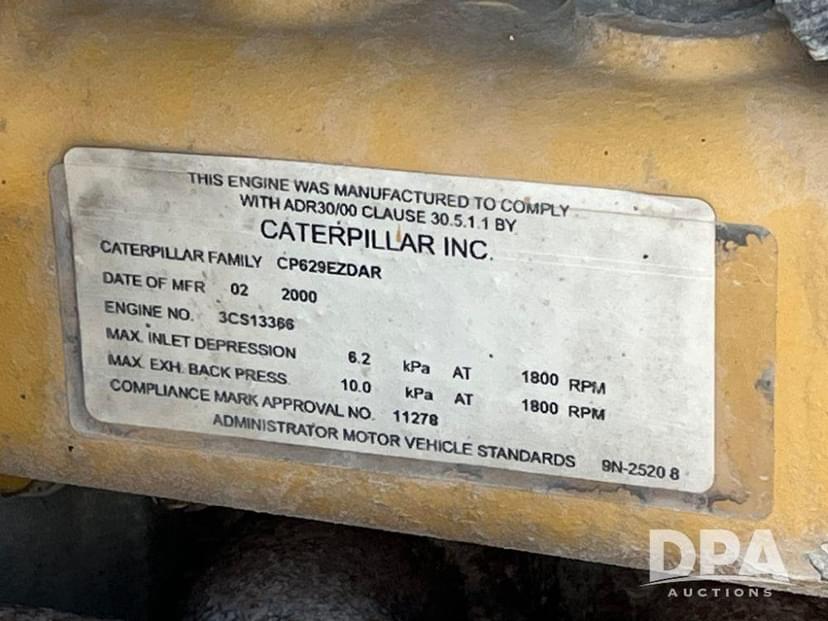 THIS ENGINE WAS MANUFACTURED TO COMPLY
WITH ADR30/00 CLAUSE 30.5.1.1 BY
CATERPILLAR INC.
CATERPILLAR FAMILY CP629EZDAR
DATE OF MFR 02 2000
ENGINE NO. 3CS13366
MAX. INLET DEPRESSION 6.2 kPa AT 1800 RPM
MAX. EXH. BACK PRESS 10.0 kPa AT 1800 RPM
COMPLIANCE MARK APPROVAL NO. 11278
ADMINISTRATOR MOTOR VEHICLE STANDARDS 9N-2520 8
DPA
AUCTIONS